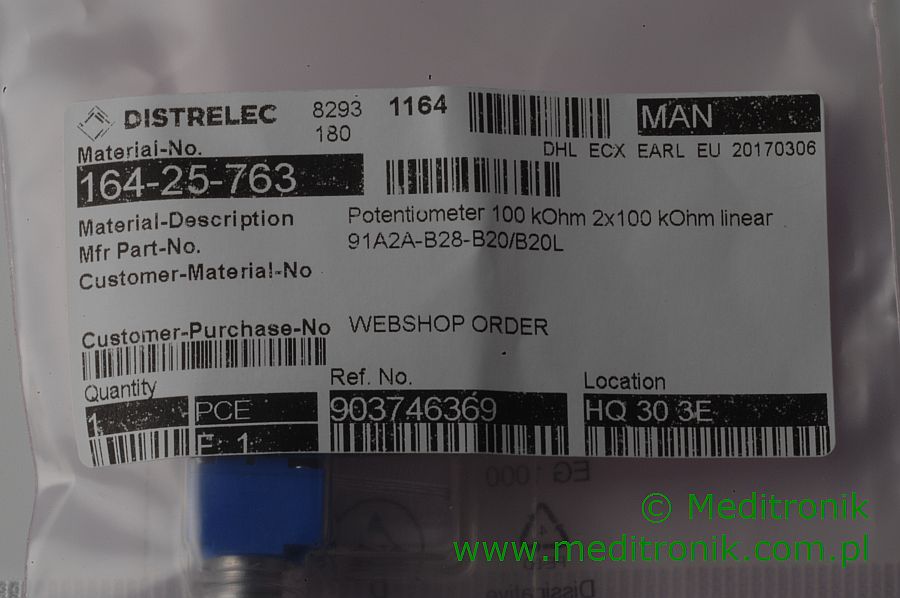 DISTRELEC 8293 1164 MAN
180
DHL ECX EARL EU 20170306
Material-No.
164-25-763
Material-Description Potentiometer 100 kOhm 2x100 kOhm linear
Mfr Part-No. 91A2A-B28-B20/B20L
Customer-Material-No
Customer-Purchase-No WEBSHOP ORDER
Quantity Ref. No. Location
1 PCE 903746369 HQ 30 3E
F: 1
EG 1000
© Meditronik
www.meditronik.com.pl